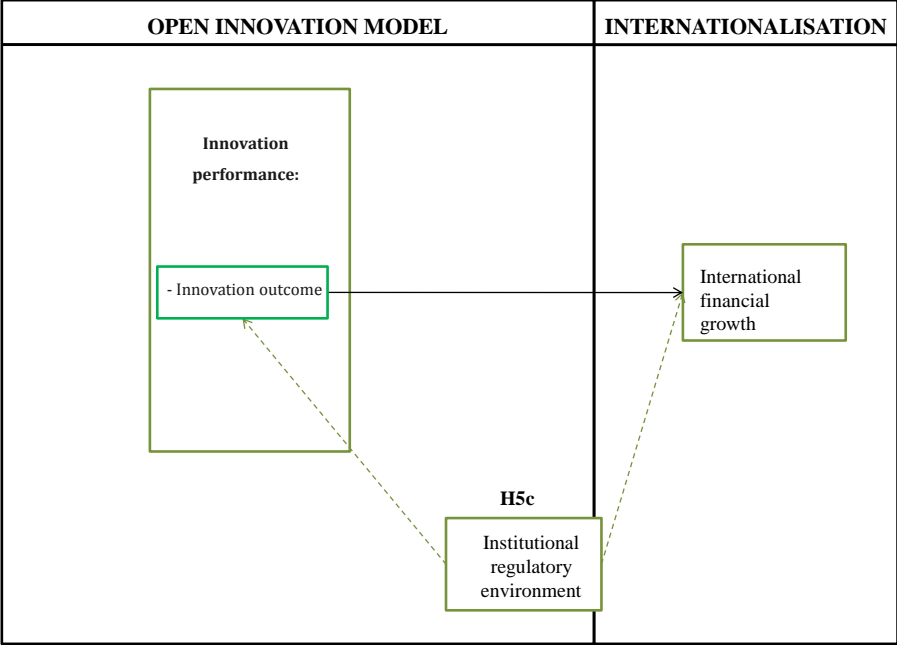 OPEN INNOVATION MODEL
INTERNATIONALISATION
Innovation
performance:
- Innovation outcome
International
financial
growth
H5c
Institutional
regulatory
environment